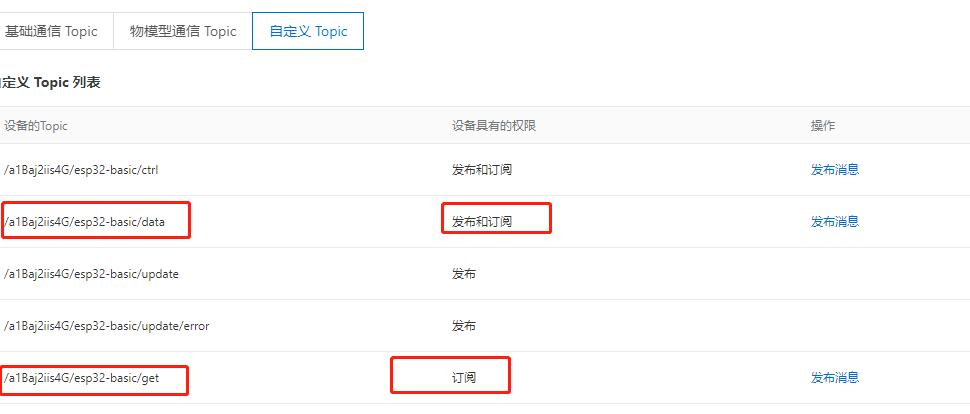 基础通信 Topic 物模型通信 Topic 自定义 Topic
定义 Topic 列表
设备的Topic 设备具有的权限 操作
/a1Baj2iis4G/esp32-basic/ctrl 发布和订阅 发布消息
/a1Baj2iis4G/esp32-basic/data 发布和订阅 发布消息
/a1Baj2iis4G/esp32-basic/update 发布
/a1Baj2iis4G/esp32-basic/update/error 发布
/a1Baj2iis4G/esp32-basic/get 订阅 发布消息